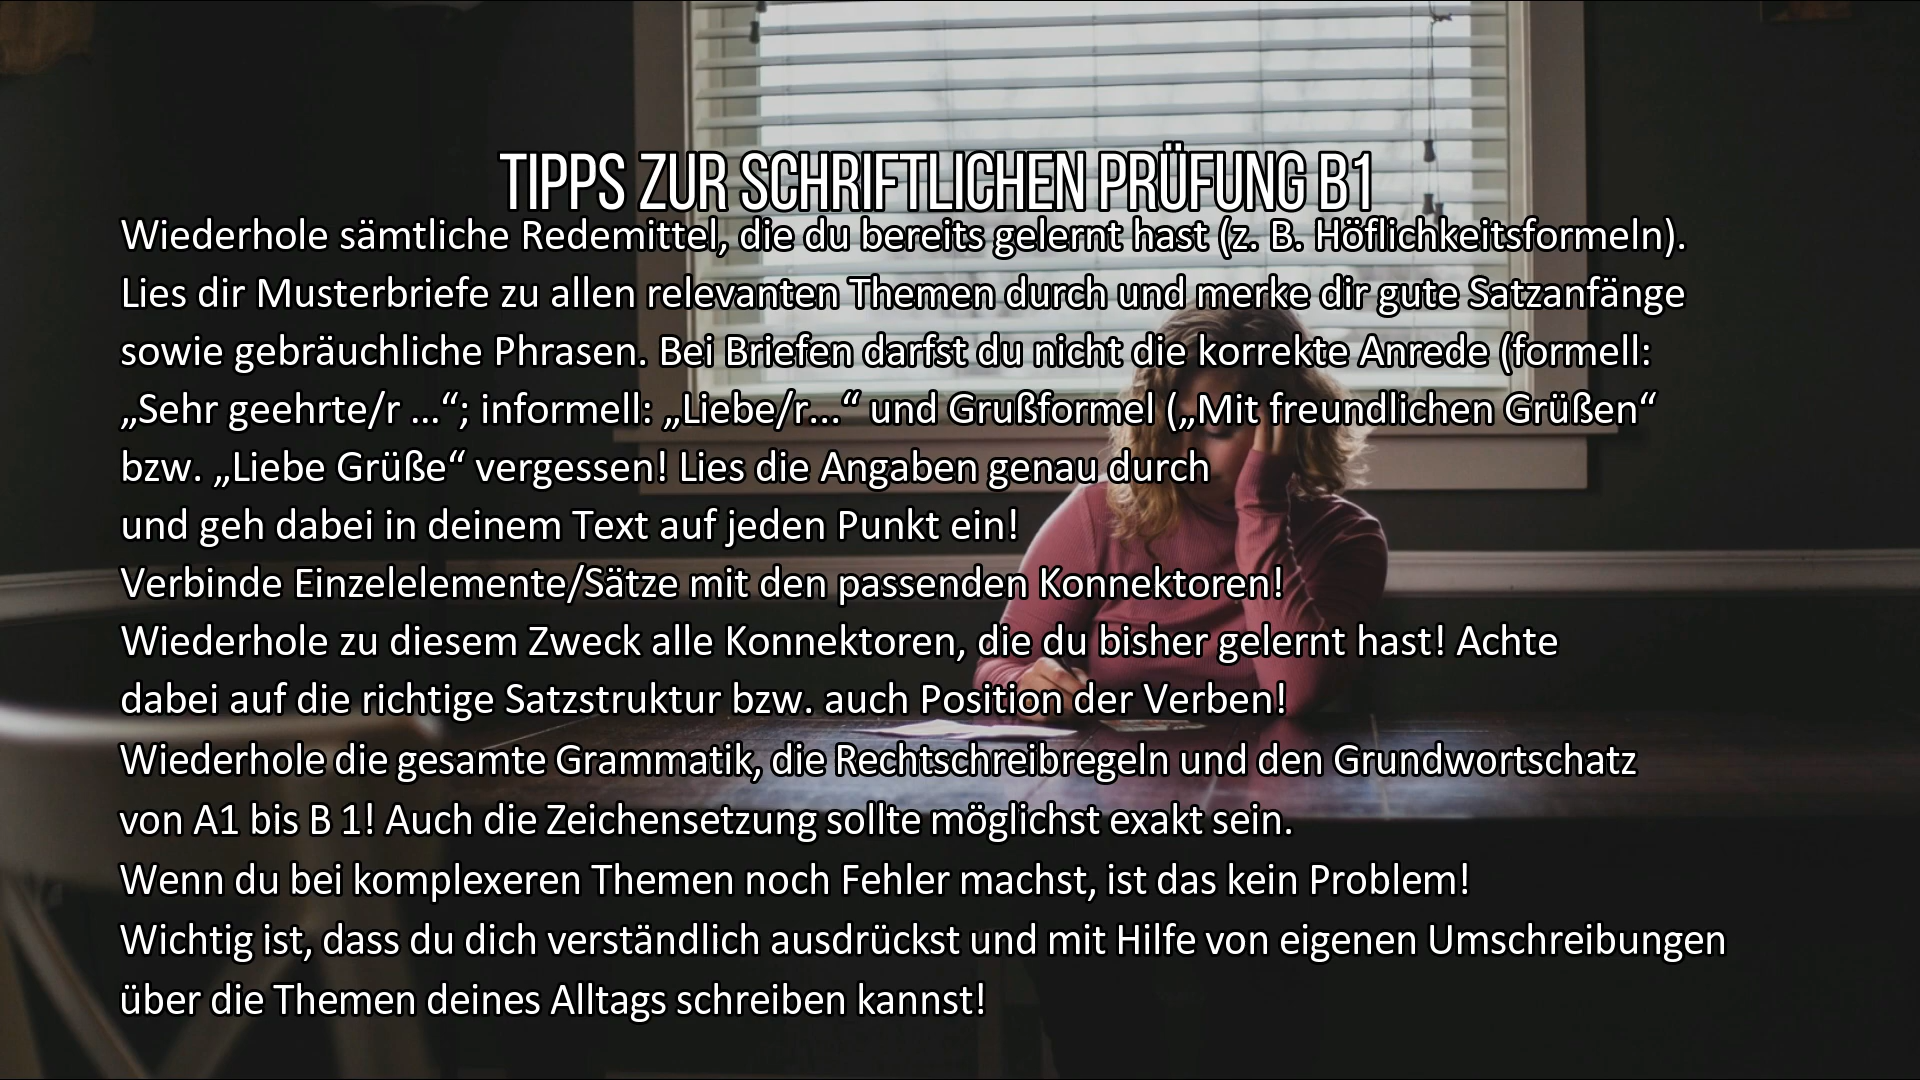 TIPPS ZUR SCHRIFTLICHEN PRÜFUNG B1
Wiederhole sämtliche Redemittel, die du bereits gelernt hast (z. B. Höflichkeitsformeln).
Lies dir Musterbriefe zu allen relevanten Themen durch und merke dir gute Satzanfänge
sowie gebräuchliche Phrasen. Bei Briefen darfst du nicht die korrekte Anrede (formell:
„Sehr geehrte/r ...“; informell: „Liebe/r...“ und Grußformel („Mit freundlichen Grüßen“
bzw. „Liebe Grüße“ vergessen! Lies die Angaben genau durch
und geh dabei in deinem Text auf jeden Punkt ein!
Verbinde Einzelelemente/Sätze mit den passenden Konnektoren!
Wiederhole zu diesem Zweck alle Konnektoren, die du bisher gelernt hast! Achte
dabei auf die richtige Satzstruktur bzw. auch Position der Verben!
Wiederhole die gesamte Grammatik, die Rechtschreibregeln und den Grundwortschatz
von A1 bis B 1! Auch die Zeichensetzung sollte möglichst exakt sein.
Wenn du bei komplexeren Themen noch Fehler machst, ist das kein Problem!
Wichtig ist, dass du dich verständlich ausdrückst und mit Hilfe von eigenen Umschreibungen
über die Themen deines Alltags schreiben kannst!